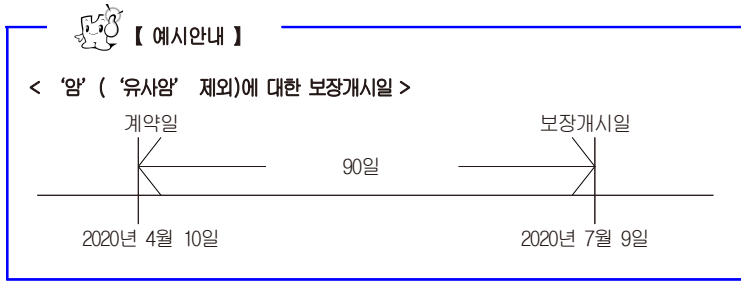 【 예시안내 】
< ‘암’ ( ‘유사암’ 제외)에 대한 보장개시일 >
계약일 보장개시일
90일
2020년 4월 10일 2020년 7월 9일